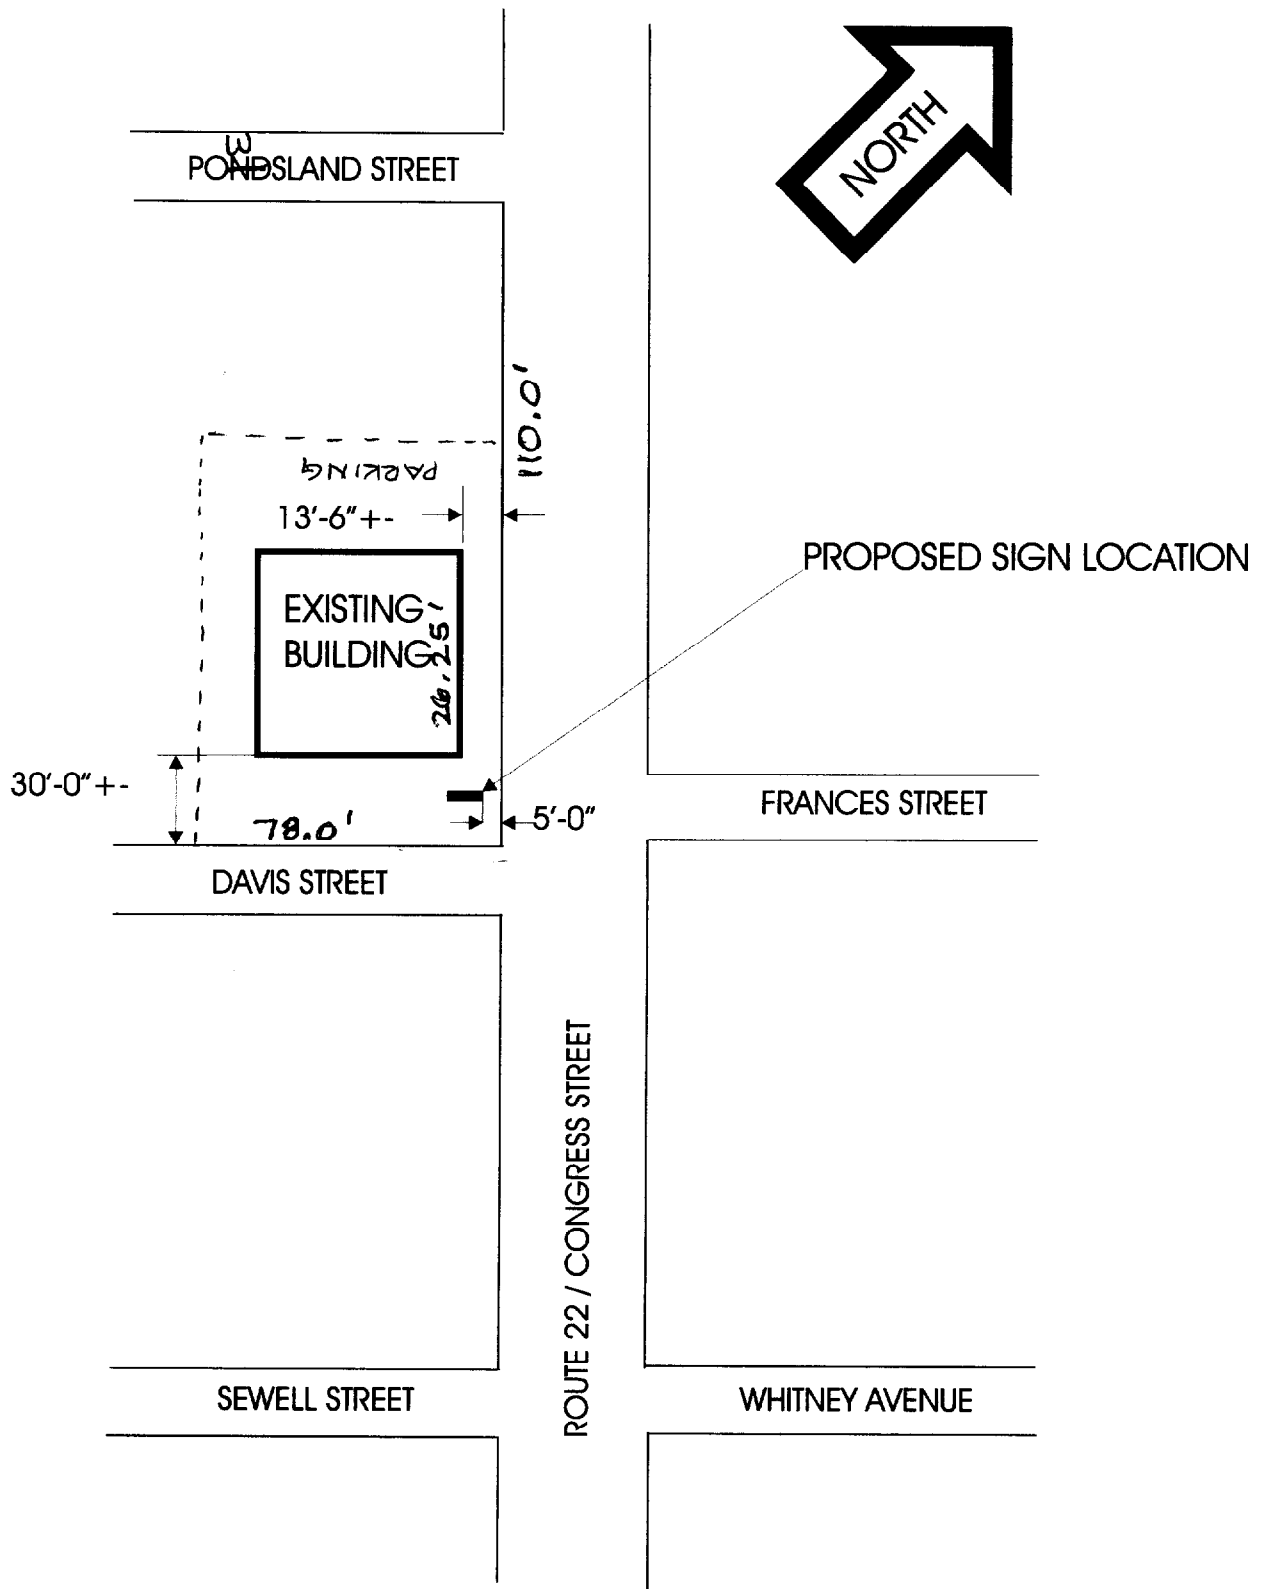 NORTH
PONDSLAND STREET
110.0'
PARKING
13'-6"+-
PROPOSED SIGN LOCATION
EXISTING
BUILDING
26.25'
30'-0"+-
78.0'
5'-0"
FRANCES STREET
DAVIS STREET
ROUTE 22 / CONGRESS STREET
SEWELL STREET
WHITNEY AVENUE